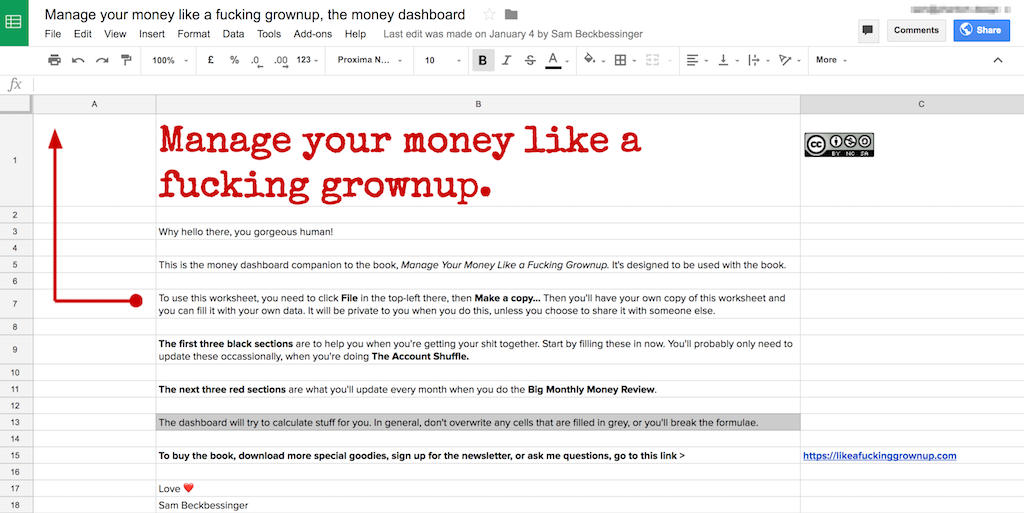 Manage your money like a fucking grownup, the money dashboard
File Edit View Insert Format Data Tools Add-ons Help Last edit was made on January 4 by Sam Beckbessinger
Comments
Share
100% £ % .0 .00 123 Proxima N... 10 B I S A More
fx
A B C
1
Manage your money like a
fucking grownup.
CC BY NC SA
2
3 Why hello there, you gorgeous human!
4
5 This is the money dashboard companion to the book, Manage Your Money Like a Fucking Grownup. It's designed to be used with the book.
6
7 To use this worksheet, you need to click File in the top-left there, then Make a copy... Then you'll have your own copy of this worksheet and
you can fill it with your own data. It will be private to you when you do this, unless you choose to share it with someone else.
8
9 The first three black sections are to help you when you're getting your shit together. Start by filling these in now. You'll probably only need to
update these occassionally, when you're doing The Account Shuffle.
10
11 The next three red sections are what you'll update every month when you do the Big Monthly Money Review.
12
13 The dashboard will try to calculate stuff for you. In general, don't overwrite any cells that are filled in grey, or you'll break the formulae.
14
15 To buy the book, download more special goodies, sign up for the newsletter, or ask me questions, go to this link > https://likeafuckinggrownup.com
16
17 Love ❤️
18 Sam Beckbessinger